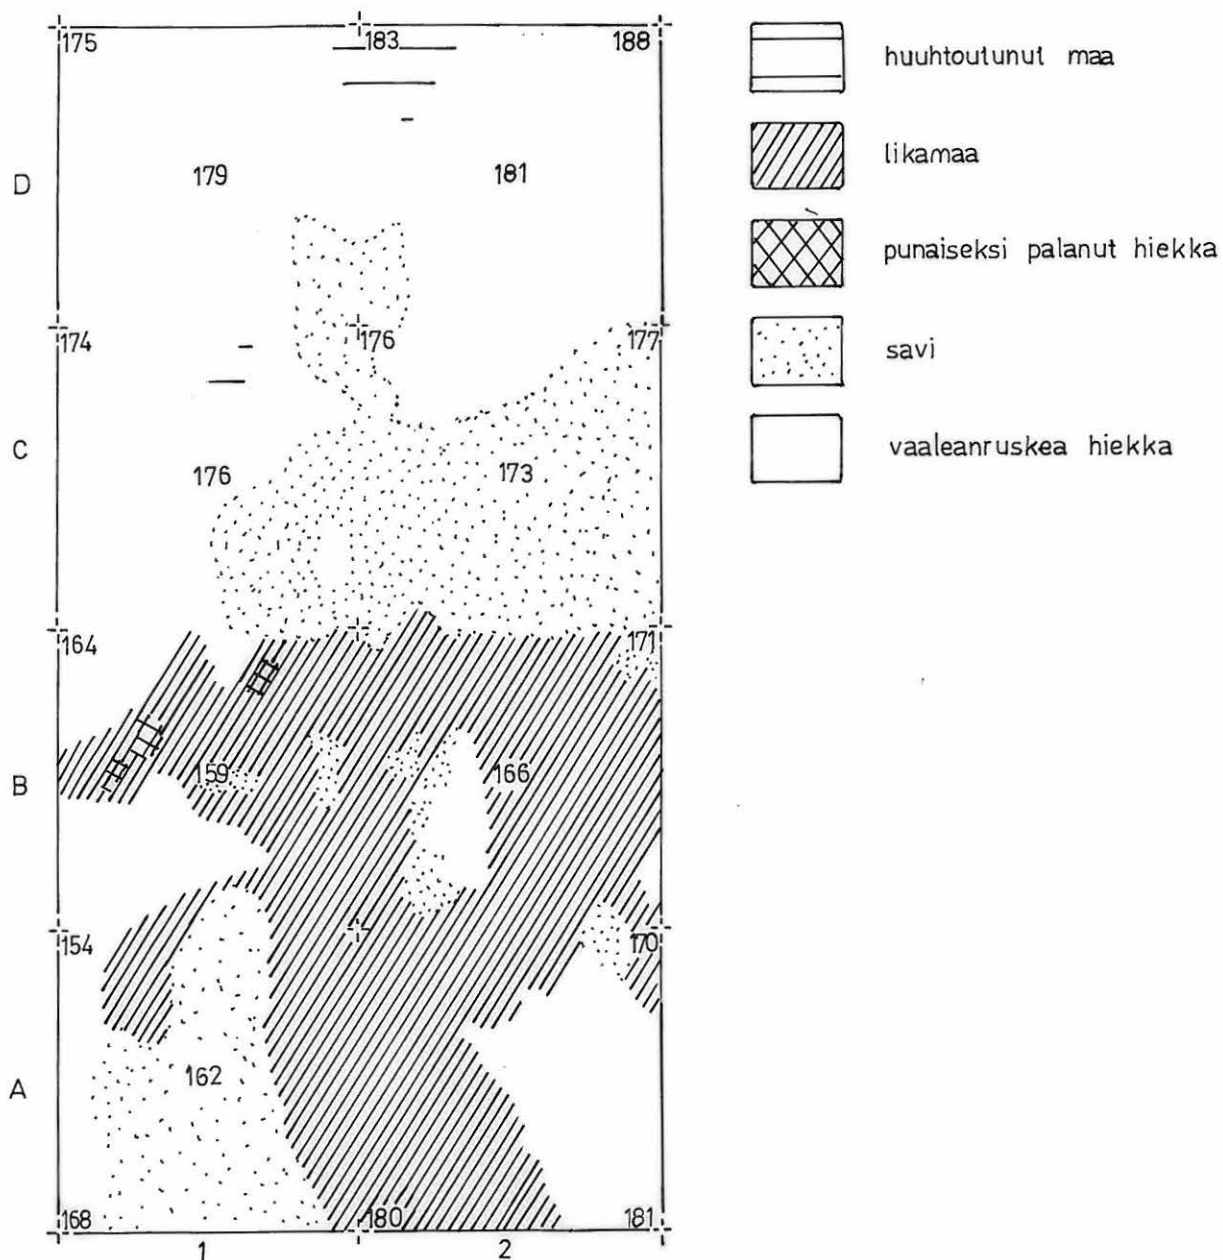 175 183 188
179 181
D
174 176 177
C
176 173
164 171
159 166
B
154 170
162
A
168 180 181
1 2
huuhtoutunut maa
likamaa
punaiseksi palanut hiekka
savi
vaaleanruskea hiekka